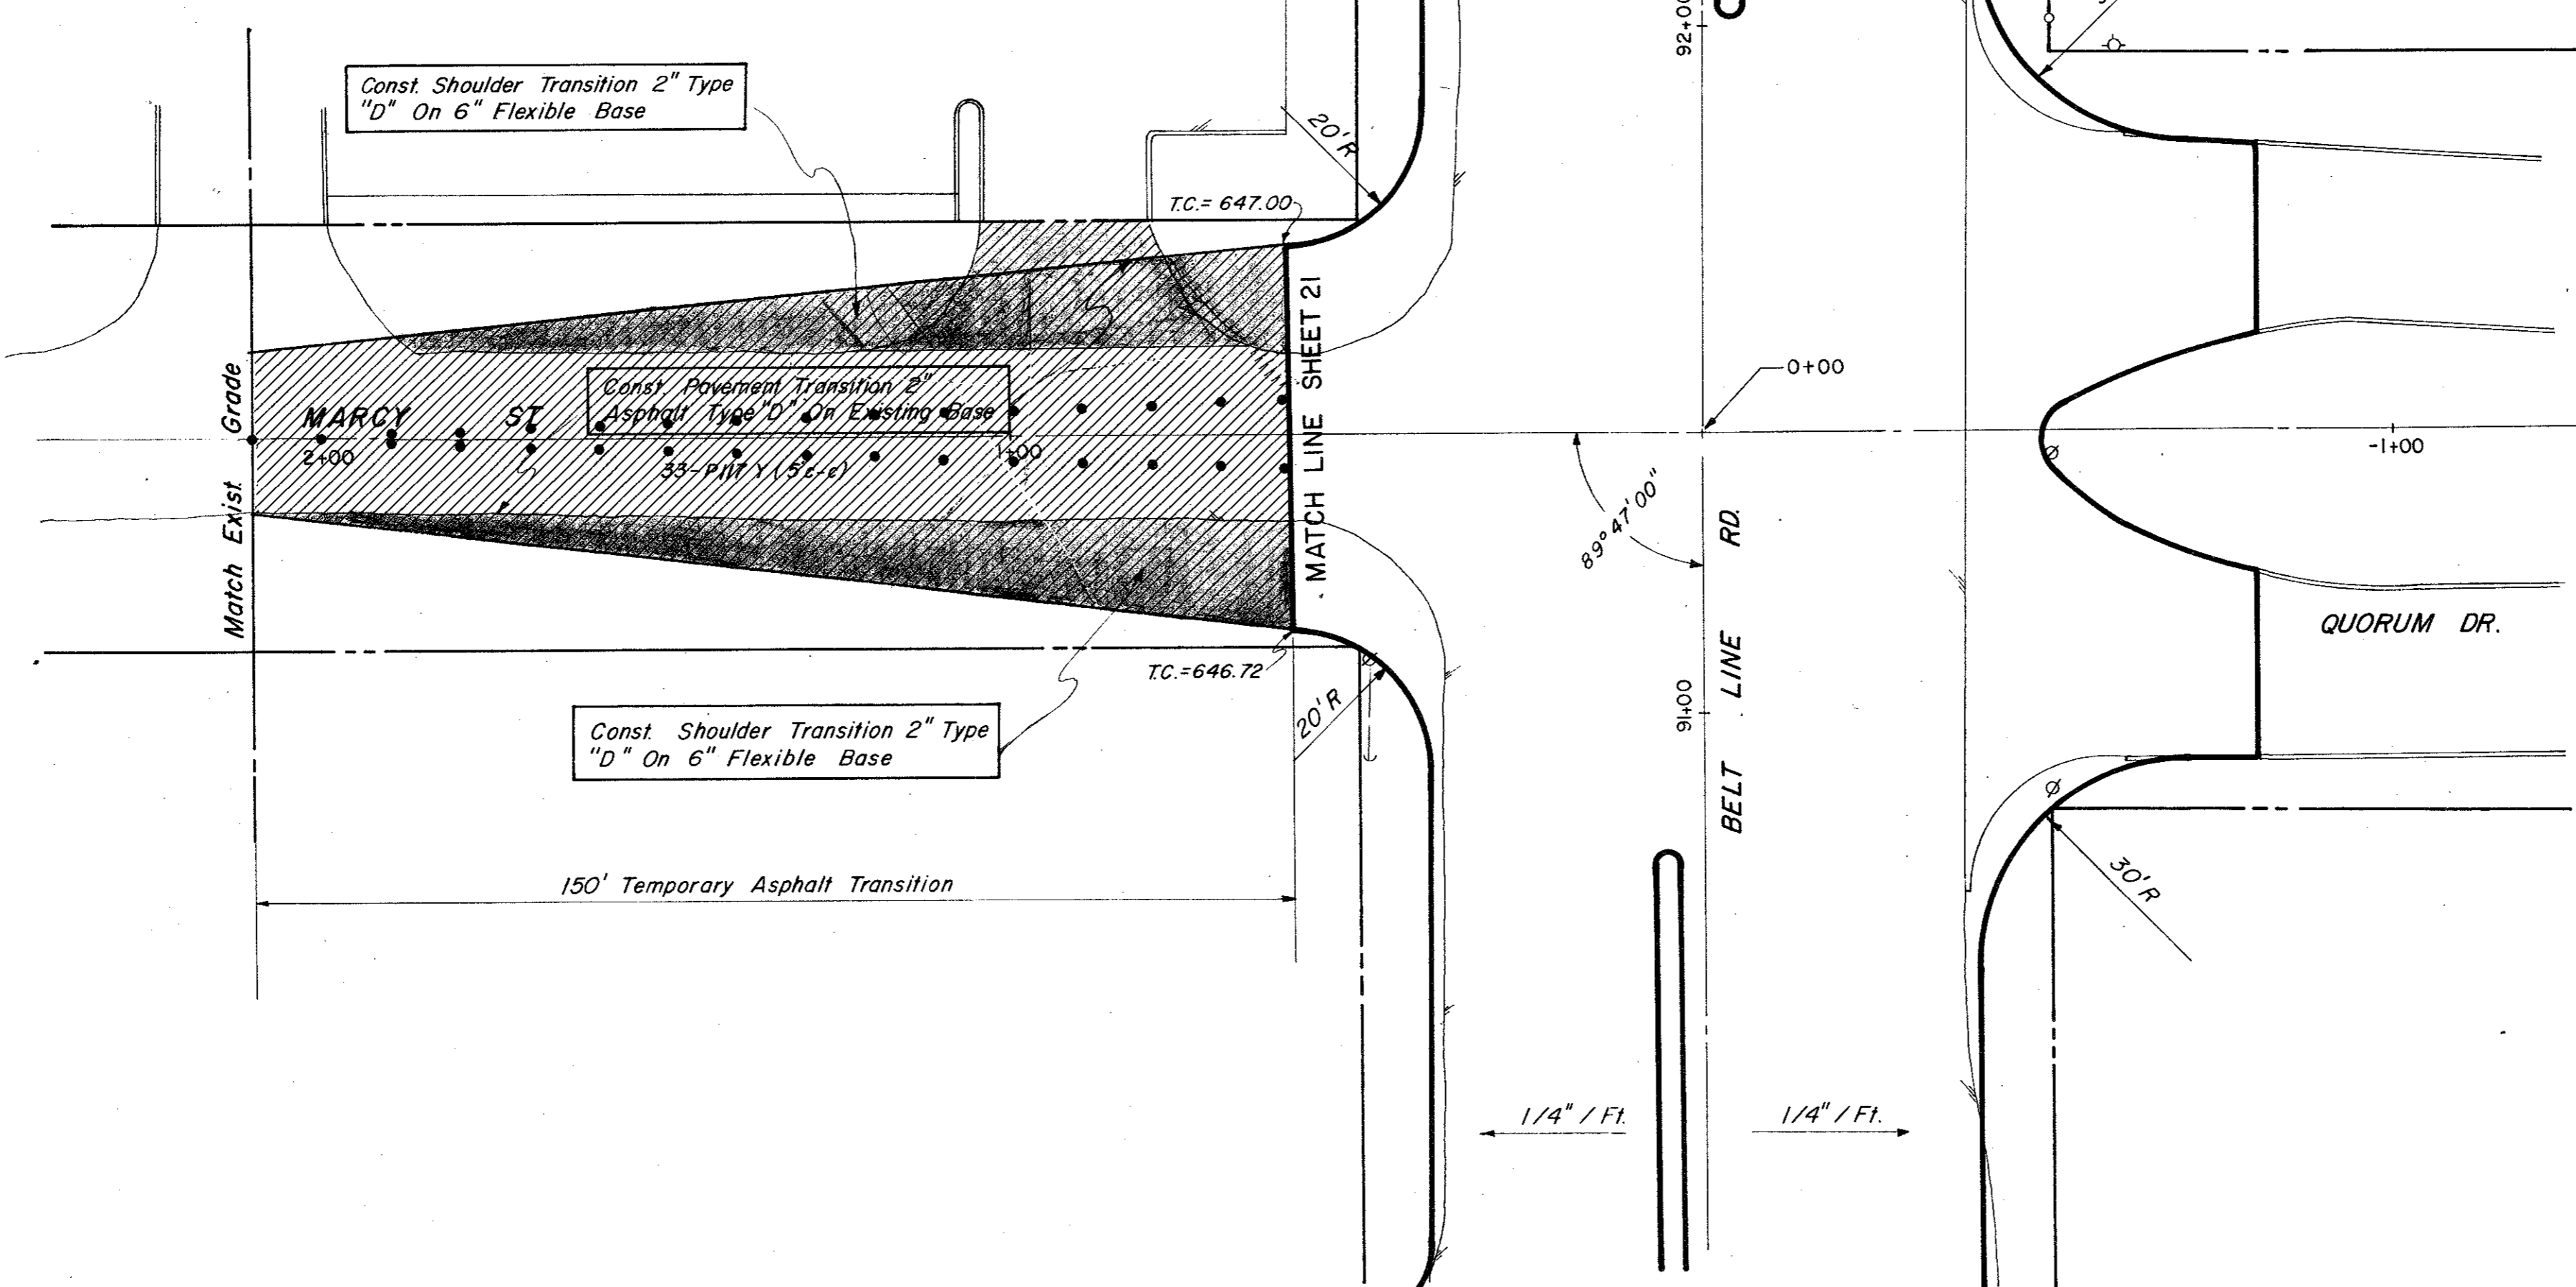 92+00
Const. Shoulder Transition 2" Type
"D" On 6" Flexible Base
20'R
T.C.= 647.00
MATCH LINE SHEET 21
Match Exist. Grade
Const. Pavement Transition 2"
Asphalt Type "D" On Existing Base
MARCY ST
2+00
1+00
(5'c-c)
0+00
-1+00
89°47'00"
BELT LINE RD.
91+00
QUORUM DR.
T.C.=646.72
20'R
Const. Shoulder Transition 2" Type
"D" On 6" Flexible Base
30'R
150' Temporary Asphalt Transition
1/4" / Ft.
1/4" / Ft.